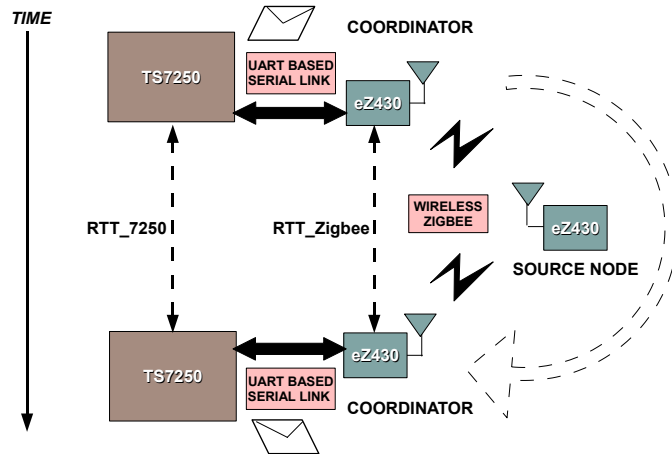 TIME
COORDINATOR
UART BASED
SERIAL LINK
TS7250
eZ430
WIRELESS
ZIGBEE
RTT_7250
RTT_Zigbee
eZ430
SOURCE NODE
TS7250
eZ430
UART BASED
SERIAL LINK
COORDINATOR